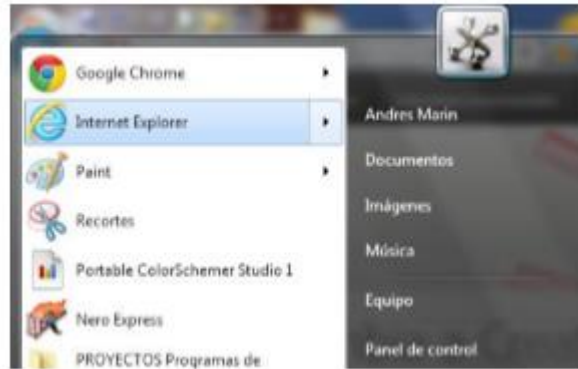 Google Chrome
Internet Explorer
Paint
Recortes
Portable ColorSchemer Studio 1
Nero Express
PROYECTOS Programas de
Andres Marin
Documentos
Imágenes
Música
Equipo
Panel de control